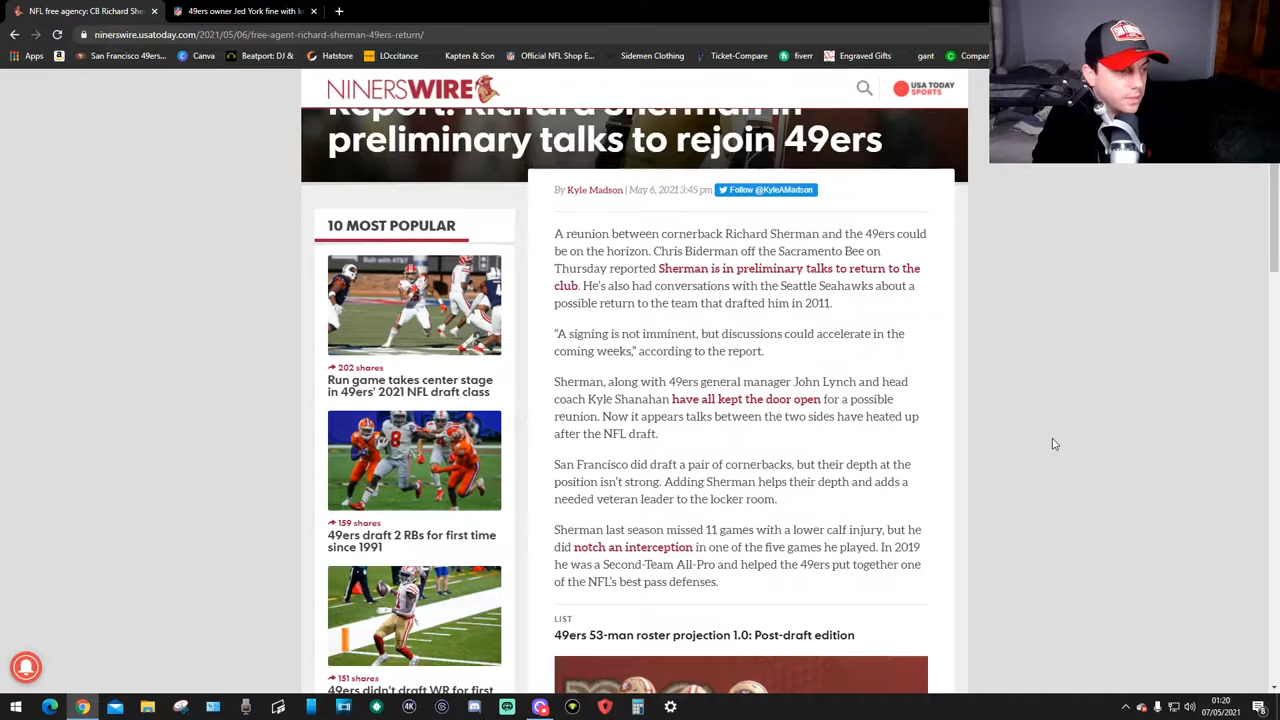 49ers News: CB
NFL
ninerswire.usatoday.com/2021/05/06/free-agent-richard-sherman-49ers-return/
Apps
San Francisco 49ers...
Beatport: DJ & Dan...
Hatstore
LOccitance
Kapten & Son
Official NFL Shop E...
Sidemen Clothing
Ticket-Compare
fiverr
Engraved Gifts
gant
Compar
NINERSWIRE
USA TODAY
SPORTS
Report: Richard Sherman in
preliminary talks to rejoin 49ers
By Kyle Madson | May 6, 2021 3:45 pm
Follow @KyleAMadson
10 MOST POPULAR
202 shares
Run game takes center stage
in 49ers' 2021 NFL draft class
159 shares
49ers draft 2 RBs for first time
since 1991
151 shares
49ers didn't draft WR for first
A reunion between cornerback Richard Sherman and the 49ers could
be on the horizon. Chris Biderman off the Sacramento Bee on
Thursday reported Sherman is in preliminary talks to return to the
club. He's also had conversations with the Seattle Seahawks about a
possible return to the team that drafted him in 2011.
“A signing is not imminent, but discussions could accelerate in the
coming weeks,” according to the report.
Sherman, along with 49ers general manager John Lynch and head
coach Kyle Shanahan have all kept the door open for a possible
reunion. Now it appears talks between the two sides have heated up
after the NFL draft.
San Francisco did draft a pair of cornerbacks, but their depth at the
position isn't strong. Adding Sherman helps their depth and adds a
needed veteran leader to the locker room.
Sherman last season missed 11 games with a lower calf injury, but he
did notch an interception in one of the five games he played. In 2019
he was a Second-Team All-Pro and helped the 49ers put together one
of the NFL's best pass defenses.
LIST
49ers 53-man roster projection 1.0: Post-draft edition
4K
01:20
07/05/2021